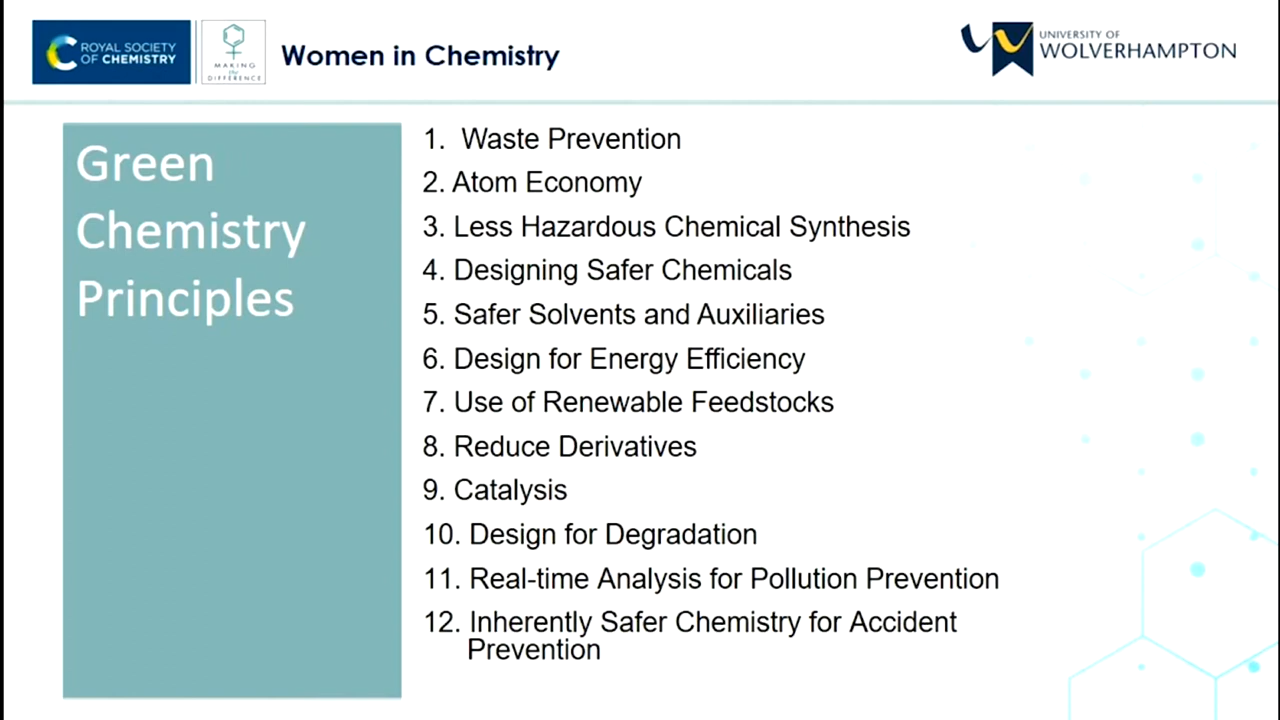 ROYAL SOCIETY
OF CHEMISTRY
MAKING
the
DIFFERENCE
Women in Chemistry
UNIVERSITY OF
WOLVERHAMPTON
Green
Chemistry
Principles
1. Waste Prevention
2. Atom Economy
3. Less Hazardous Chemical Synthesis
4. Designing Safer Chemicals
5. Safer Solvents and Auxiliaries
6. Design for Energy Efficiency
7. Use of Renewable Feedstocks
8. Reduce Derivatives
9. Catalysis
10. Design for Degradation
11. Real-time Analysis for Pollution Prevention
12. Inherently Safer Chemistry for Accident
Prevention